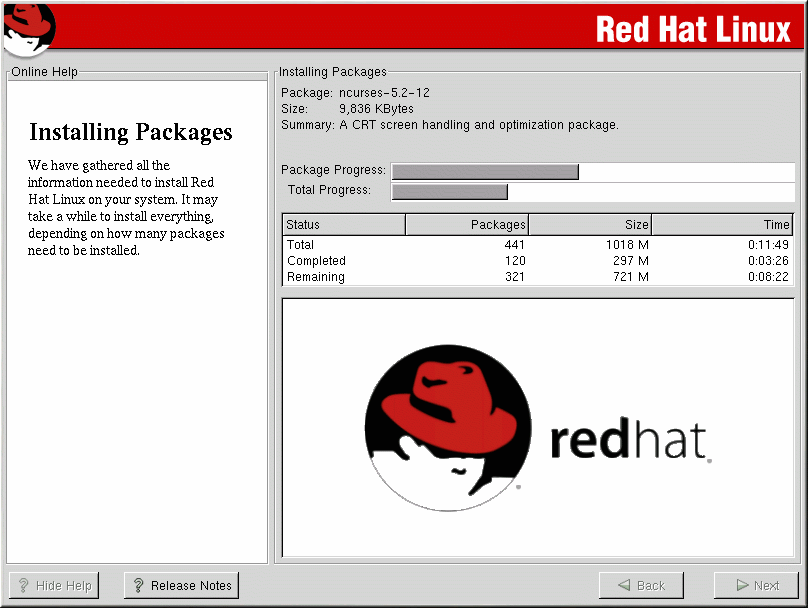 Red Hat Linux
Online Help
Installing Packages
We have gathered all the
information needed to install Red
Hat Linux on your system. It may
take a while to install everything,
depending on how many packages
need to be installed.
Installing Packages
Package: ncurses-5.2-12
Size: 9,836 KBytes
Summary: A CRT screen handling and optimization package.
Package Progress:
Total Progress:
Status Packages Size Time
Total 441 1018 M 0:11:49
Completed 120 297 M 0:03:26
Remaining 321 721 M 0:08:22
redhat
? Hide Help
? Release Notes
Back
Next